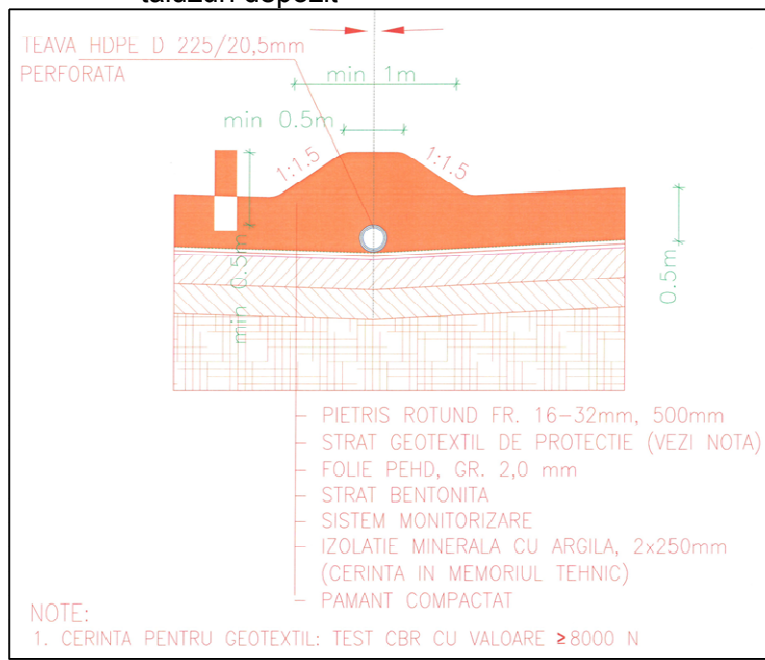 taluzuri depozit
TEAVA HDPE D 225/20,5mm
PERFORATA
min 1m
min 0.5m
1:1,5
1:1,5
min 0.5m
0.5m
PIETRIS ROTUND FR. 16-32mm, 500mm
STRAT GEOTEXTIL DE PROTECTIE (VEZI NOTA)
FOLIE PEHD, GR. 2,0 mm
STRAT BENTONITA
SISTEM MONITORIZARE
IZOLATIE MINERALA CU ARGILA, 2x250mm
(CERINTA IN MEMORIUL TEHNIC)
PAMANT COMPACTAT
NOTE:
1. CERINTA PENTRU GEOTEXTIL: TEST CBR CU VALOARE ≥8000 N